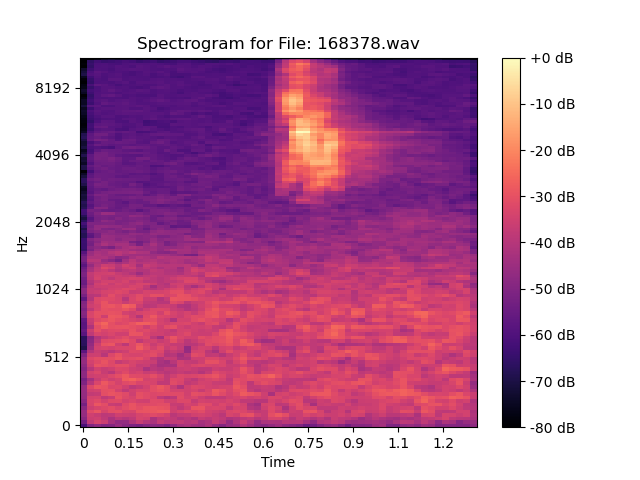 Spectrogram for File: 168378.wav
Hz
8192
4096
2048
1024
512
0
0 0.15 0.3 0.45 0.6 0.75 0.9 1.1 1.2
Time
+0 dB
-10 dB
-20 dB
-30 dB
-40 dB
-50 dB
-60 dB
-70 dB
-80 dB